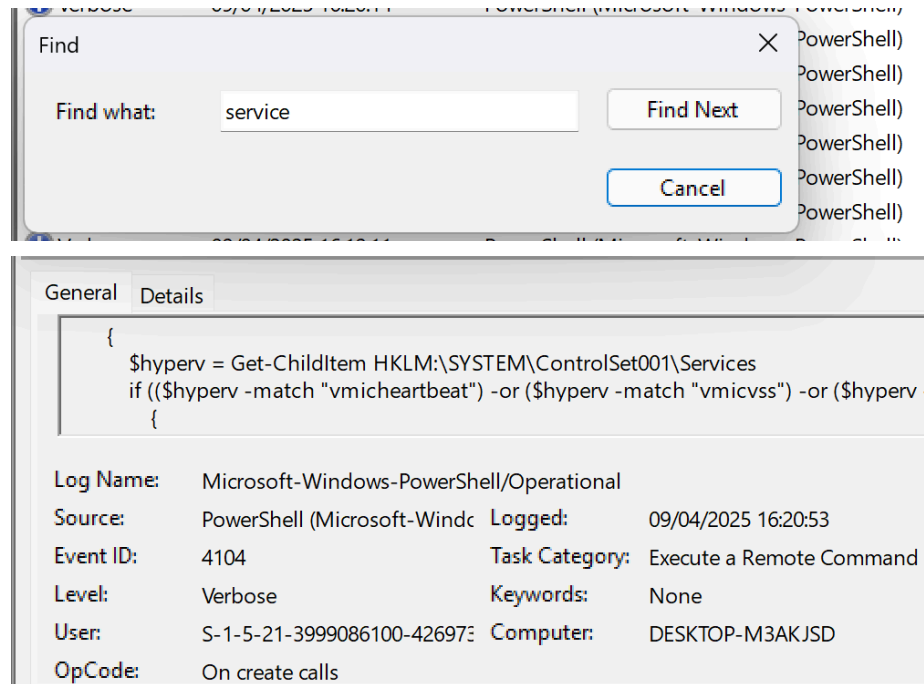 Find
Find what:
service
Find Next
Cancel
PowerShell)
PowerShell)
PowerShell)
PowerShell)
PowerShell)
PowerShell)
General
Details
{
$hyperv = Get-ChildItem HKLM:\SYSTEM\ControlSet001\Services
if (($hyperv -match "vmicheartbeat") -or ($hyperv -match "vmicvss") -or ($hyperv
{
Log Name: Microsoft-Windows-PowerShell/Operational
Source: PowerShell (Microsoft-Windc Logged: 09/04/2025 16:20:53
Event ID: 4104 Task Category: Execute a Remote Command
Level: Verbose Keywords: None
User: S-1-5-21-3999086100-426973 Computer: DESKTOP-M3AKJSD
OpCode: On create calls